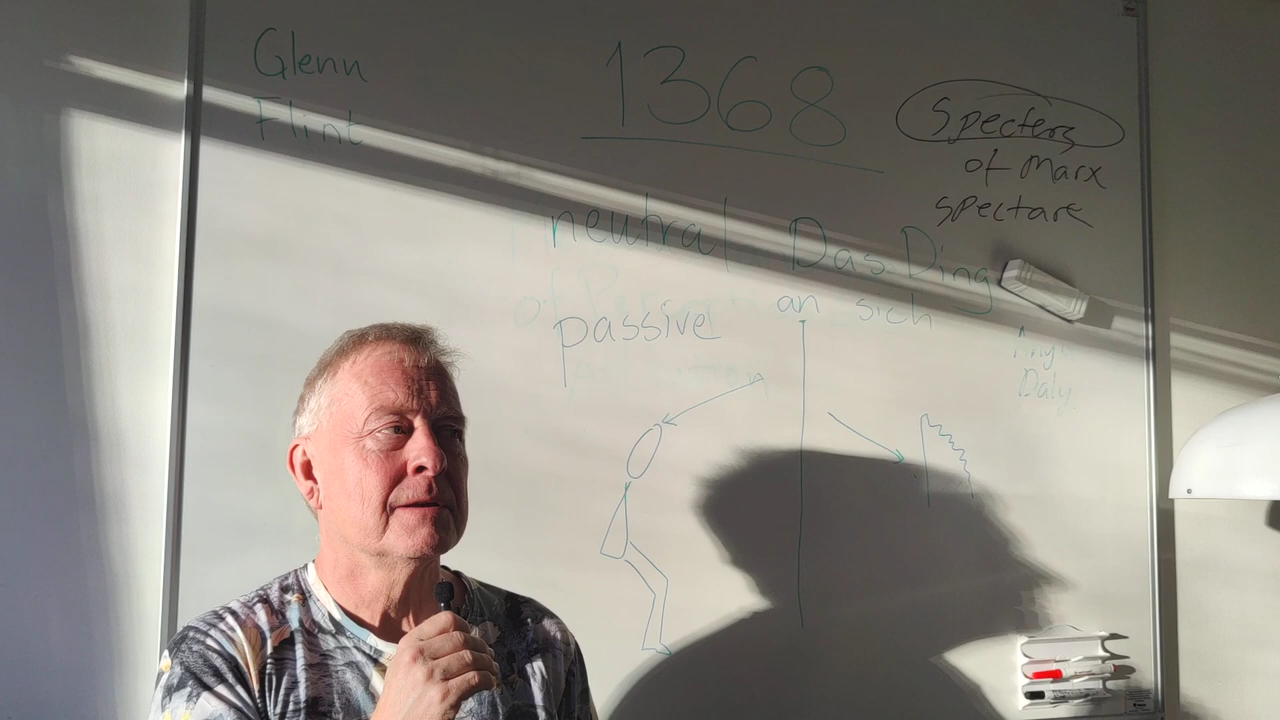 Glenn
Flint
1368
Specters
of Marx
spectare
neutral
passive
Das Ding
an sich
Daly